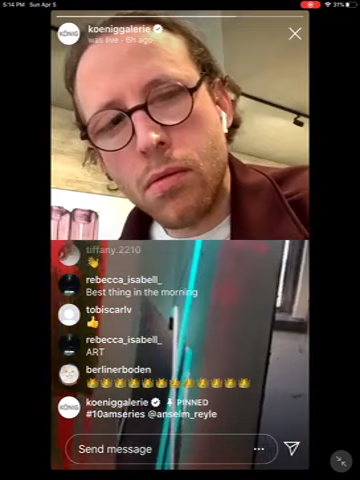 5:14 PM Sun Apr 5
31%
KÖNIG
koeniggalerie
was live · 6h ago
tiffany.2210
👋
rebecca_isabell_
Best thing in the morning
tobiscarlv
👍
rebecca_isabell_
ART
berlinerboden
👑👑👑👑👑👑👑👑👑👑👑👑
KÖNIG
koeniggalerie PINNED
#10amseries @anselm_reyle
Send message